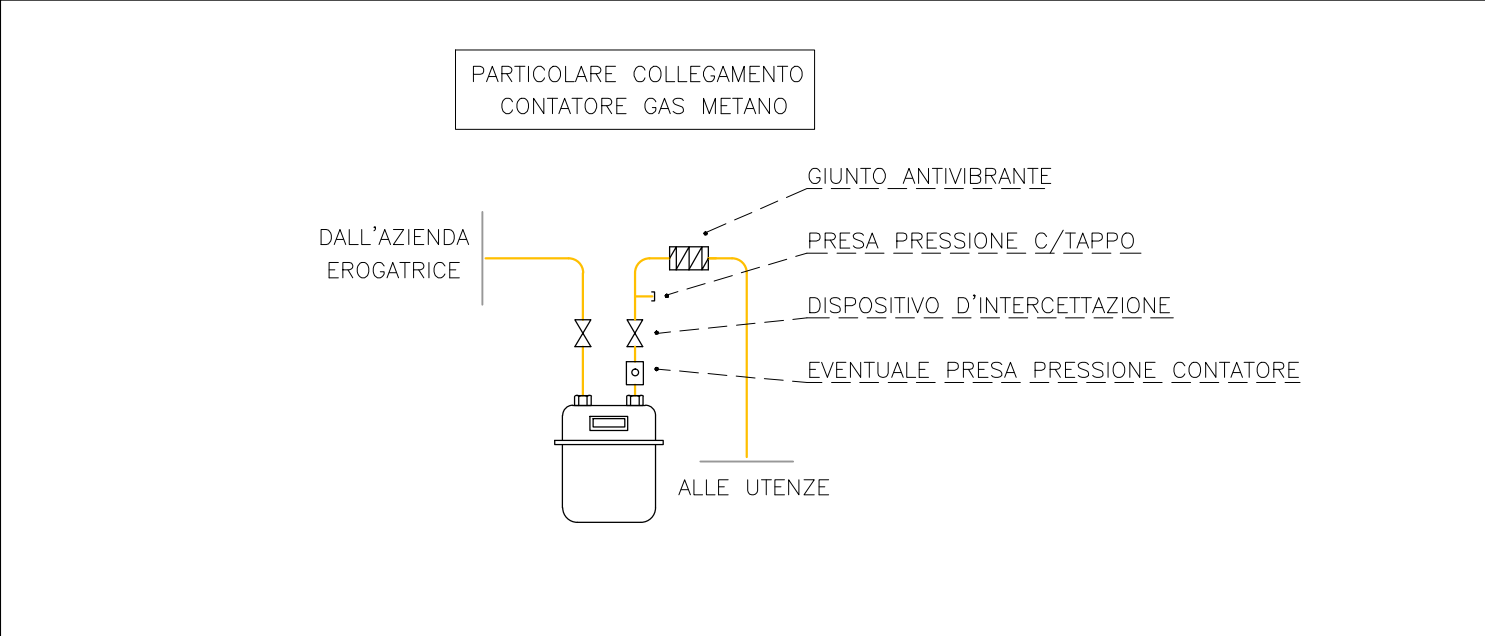 PARTICOLARE COLLEGAMENTO
CONTATORE GAS METANO
GIUNTO ANTIVIBRANTE
DALL'AZIENDA
EROGATRICE
PRESA PRESSIONE C/TAPPO
DISPOSITIVO D'INTERCETTAZIONE
EVENTUALE PRESA PRESSIONE CONTATORE
ALLE UTENZE